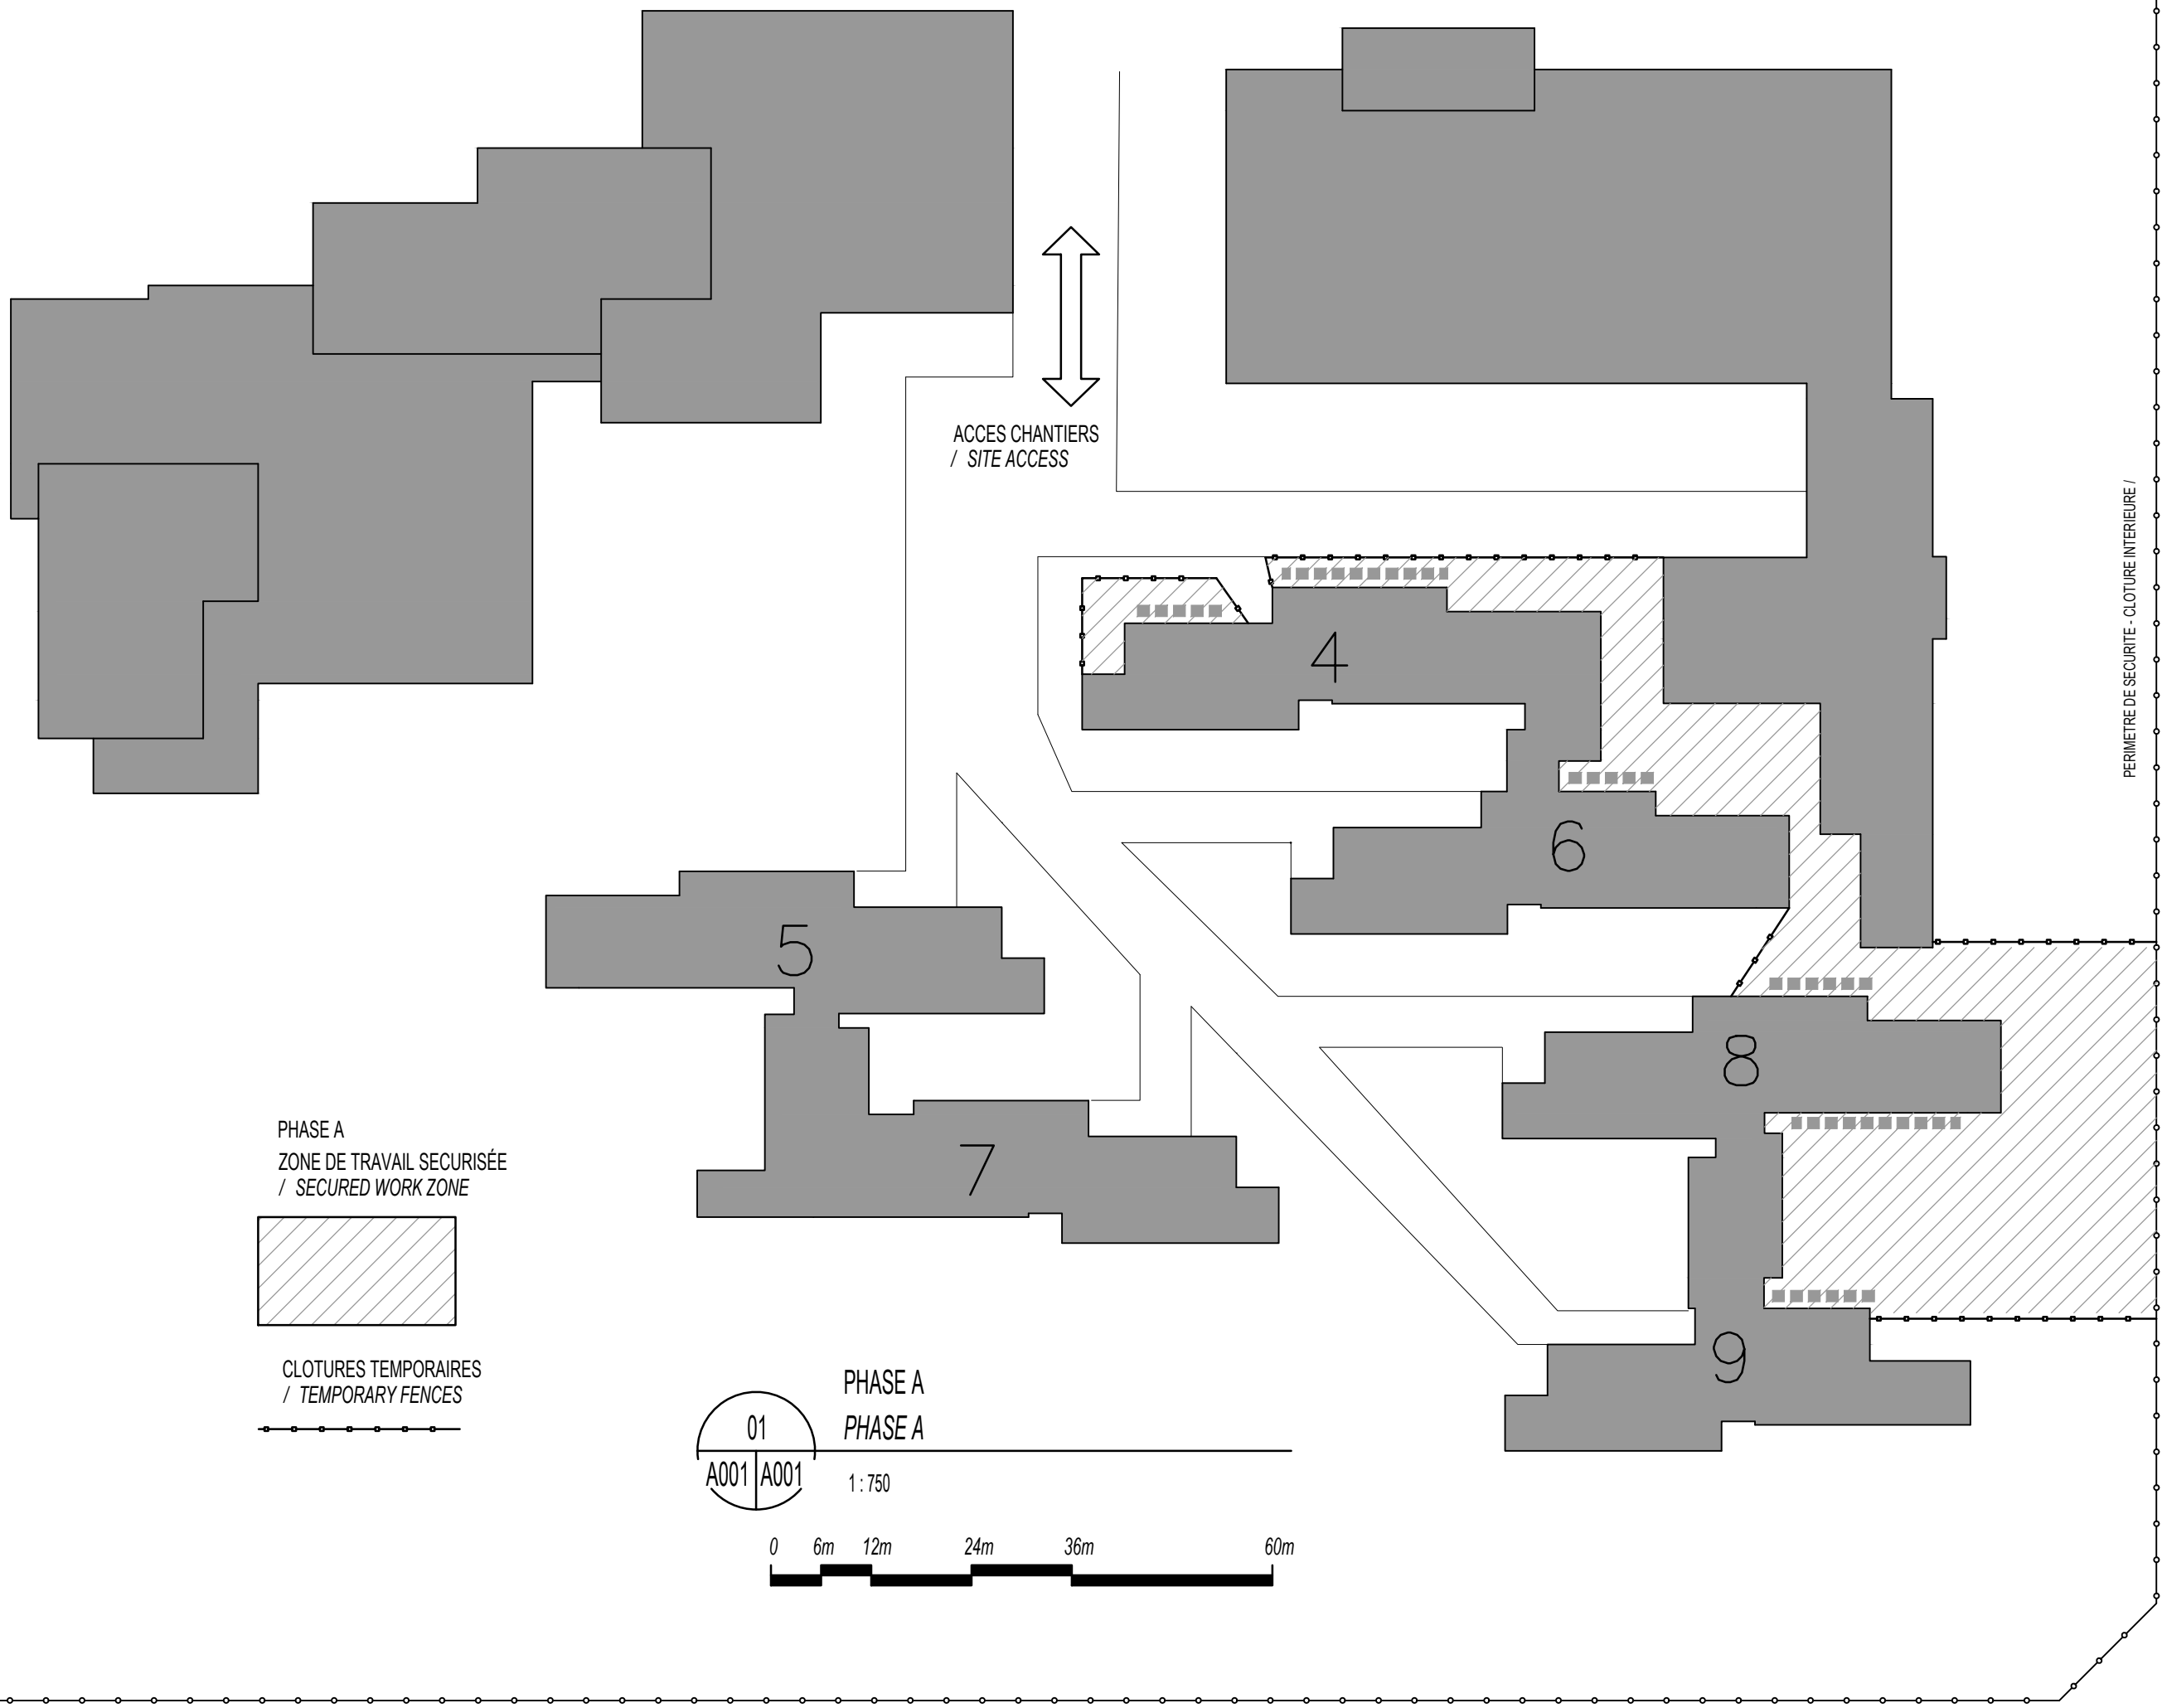 ACCES CHANTIERS
/ SITE ACCESS
PERIMETRE DE SECURITE - CLOTURE INTERIEURE /
4
6
5
8
7
9
PHASE A
ZONE DE TRAVAIL SECURISÉE
/ SECURED WORK ZONE
CLOTURES TEMPORAIRES
/ TEMPORARY FENCES
PHASE A
01
PHASE A
A001 A001
1 : 750
0 6m 12m 24m 36m 60m